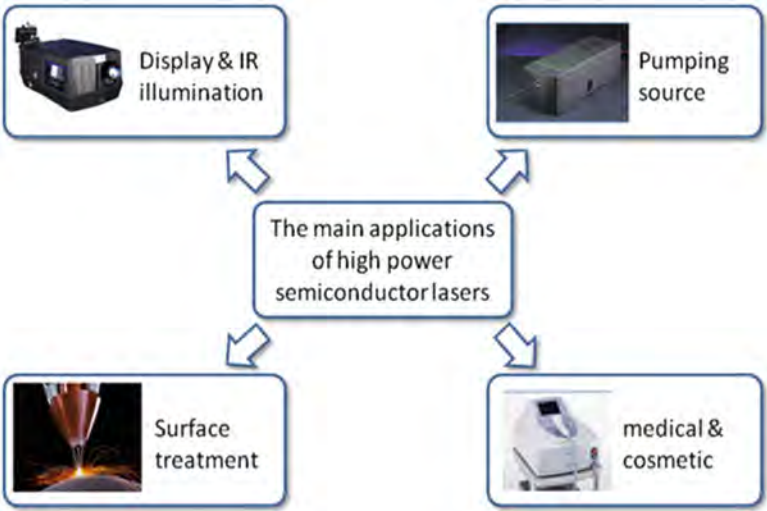 Display & IR
illumination
Pumping
source
The main applications
of high power
semiconductor lasers
Surface
treatment
medical &
cosmetic